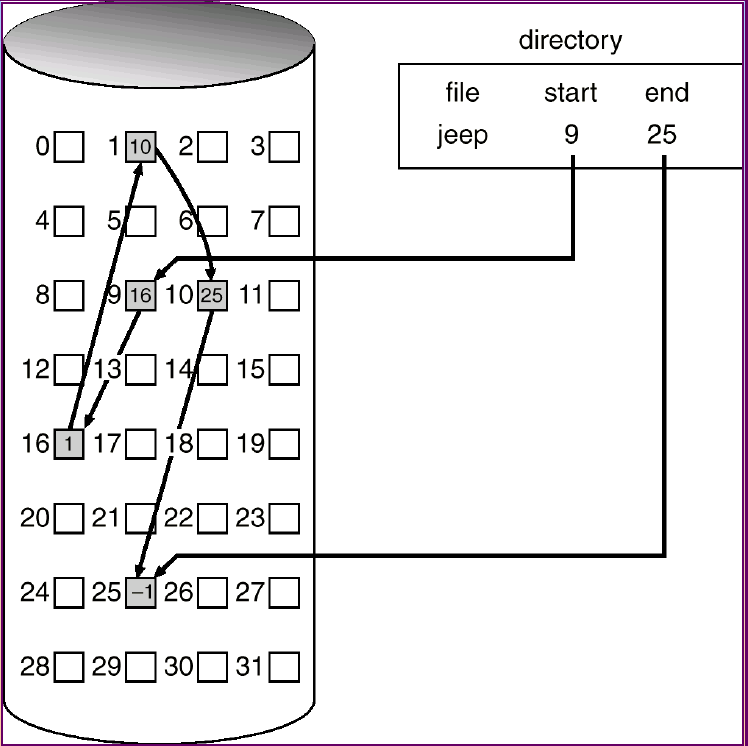 directory
file start end
jeep 9 25
0 1 10 2 3
4 5 6 7
8 9 16 10 25 11
12 13 14 15
16 1 17 18 19
20 21 22 23
24 25 –1 26 27
28 29 30 31